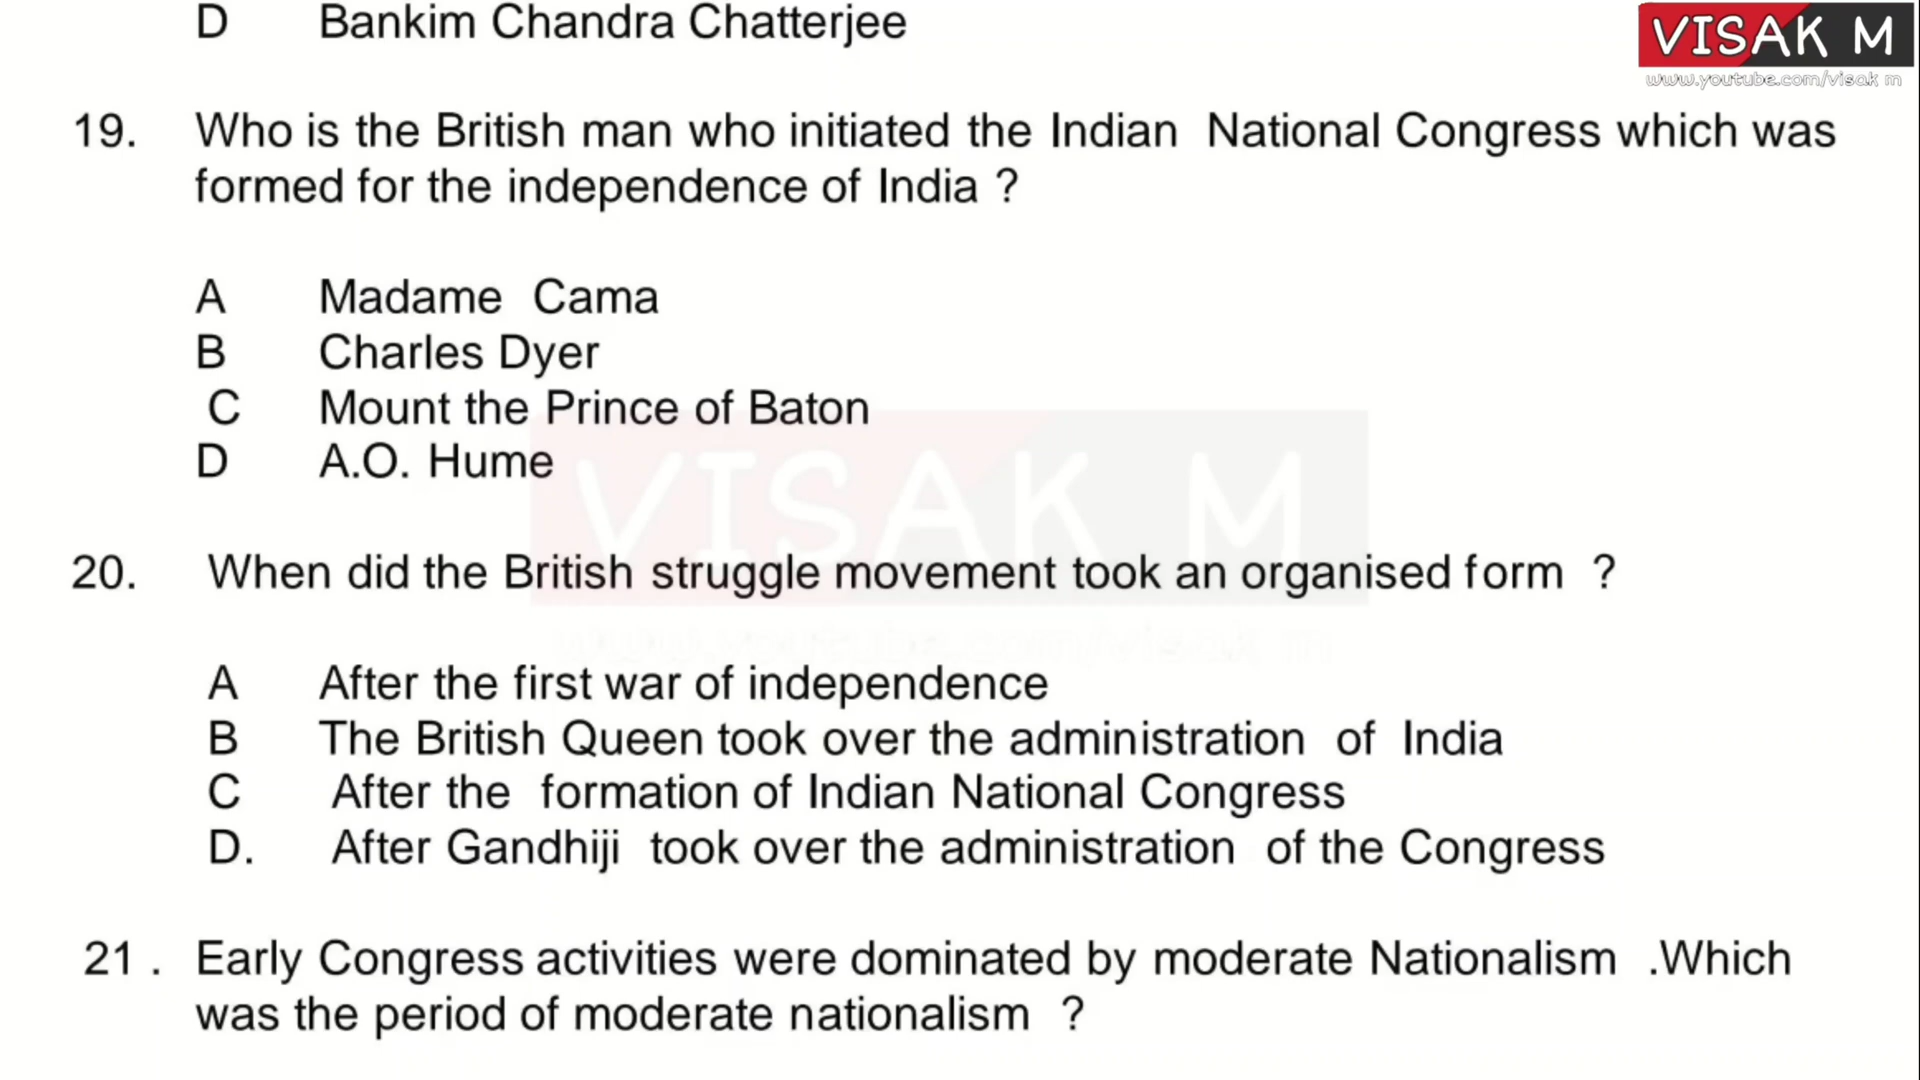 D Bankim Chandra Chatterjee
VISAK M
www.youtube.com/visak m
19. Who is the British man who initiated the Indian National Congress which was
formed for the independence of India ?
A Madame Cama
B Charles Dyer
C Mount the Prince of Baton
D A.O. Hume
VISAK M
20. When did the British struggle movement took an organised form ?
www.youtube.com/visak m
A After the first war of independence
B The British Queen took over the administration of India
C After the formation of Indian National Congress
D. After Gandhiji took over the administration of the Congress
21 . Early Congress activities were dominated by moderate Nationalism .Which
was the period of moderate nationalism ?